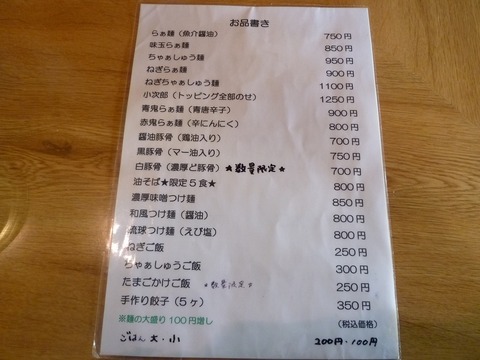 お品書き
らぁ麺（魚介醤油） 750円
味玉らぁ麺 850円
ちゃぁしゅう麺 950円
ねぎらぁ麺 900円
ねぎちゃぁしゅう麺 1100円
小次郎（トッピング全部のせ） 1250円
青鬼らぁ麺（青唐辛子） 900円
赤鬼らぁ麺（辛にんにく） 800円
醤油豚骨（鶏油入り） 700円
黒豚骨（マー油入り） 750円
白豚骨（濃厚ど豚骨）★数量限定★ 700円
油そば★限定５食★ 800円
濃厚味噌つけ麺 850円
和風つけ麺（醤油） 800円
琉球つけ麺（えび塩） 800円
ねぎご飯 250円
ちゃぁしゅうご飯 300円
たまごかけご飯 ★数量限定★ 250円
手作り餃子（５ヶ） 350円
※麺の大盛り100円増し （税込価格）
ごはん 大・小 200円・100円